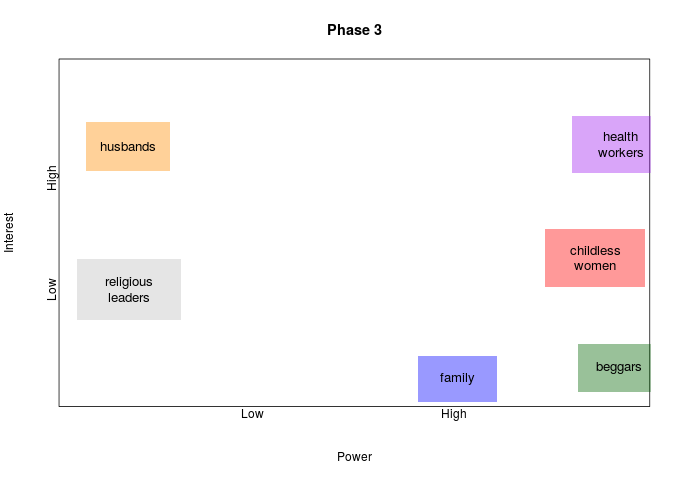 Phase 3
husbands
health
workers
High
Interest
childless
women
religious
leaders
Low
beggars
family
Low
High
Power